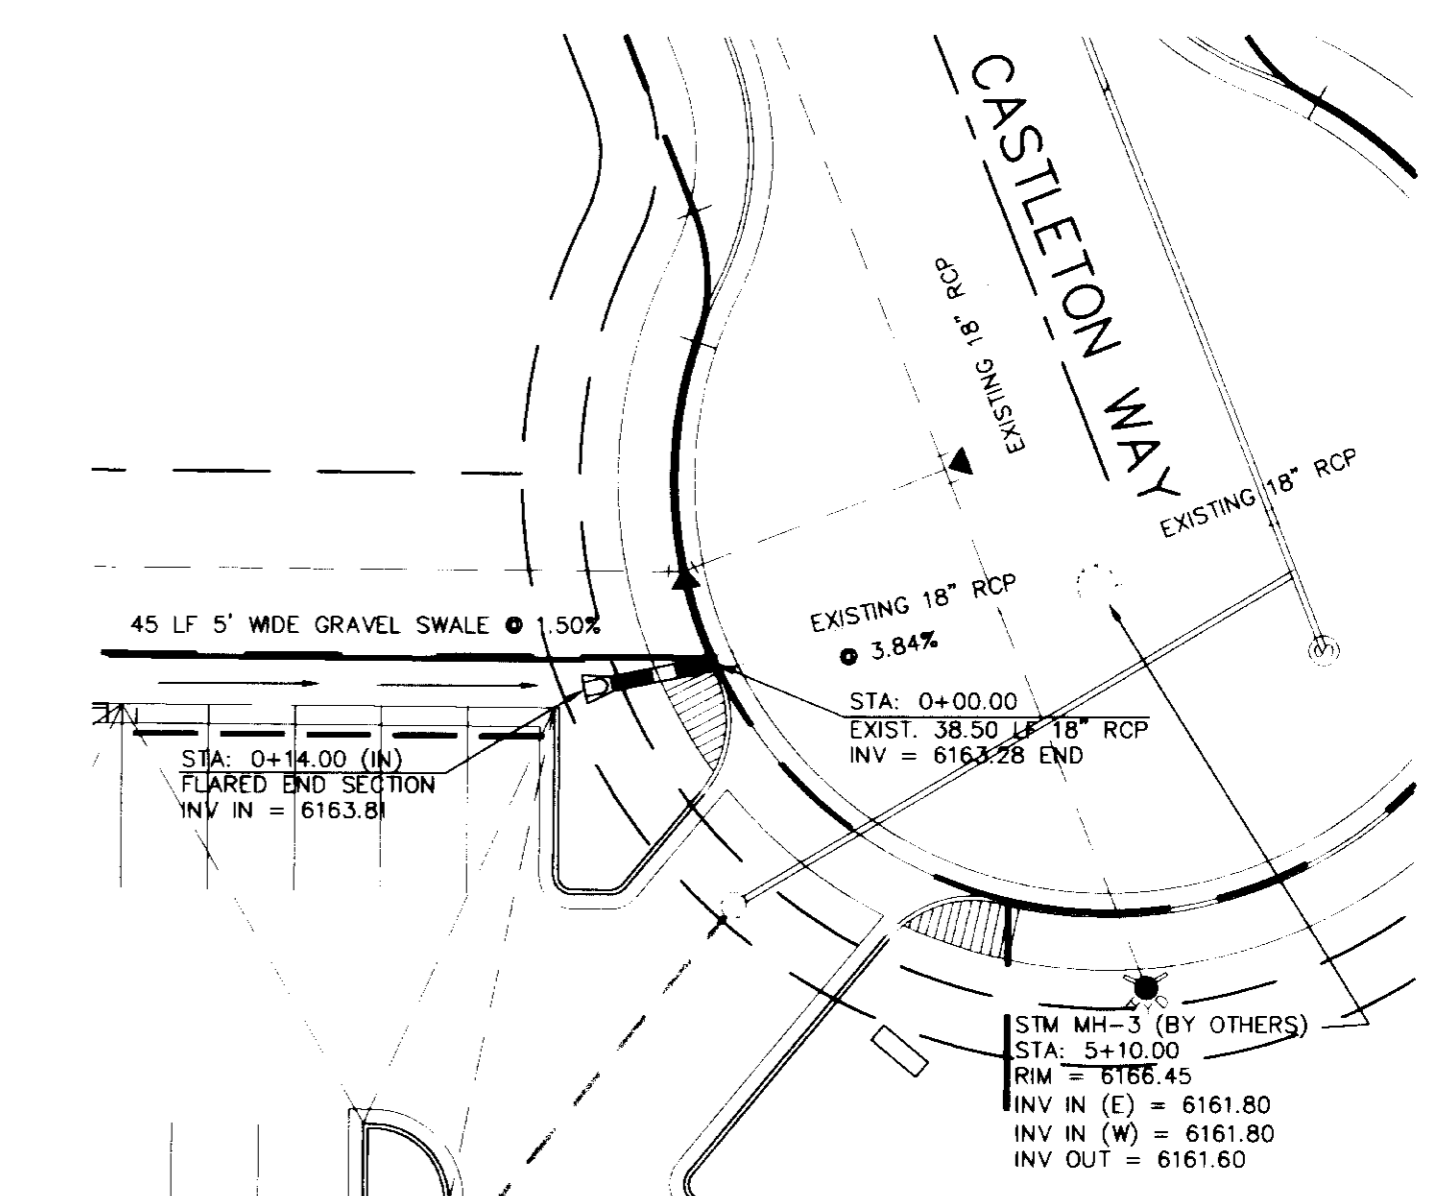 CASTLETON WAY
EXISTING 18" RCP
EXISTING 18" RCP
EXISTING 18" RCP
@ 3.84%
45 LF 5' WIDE GRAVEL SWALE @ 1.50%
STA: 0+00.00
EXIST. 38.50 LF 18" RCP
INV = 6163.28 END
STA: 0+14.00 (IN)
FLARED END SECTION
INV IN = 6163.81
STM MH-3 (BY OTHERS)
STA: 5+10.00
RIM = 6166.45
INV IN (E) = 6161.80
INV IN (W) = 6161.80
INV OUT = 6161.60